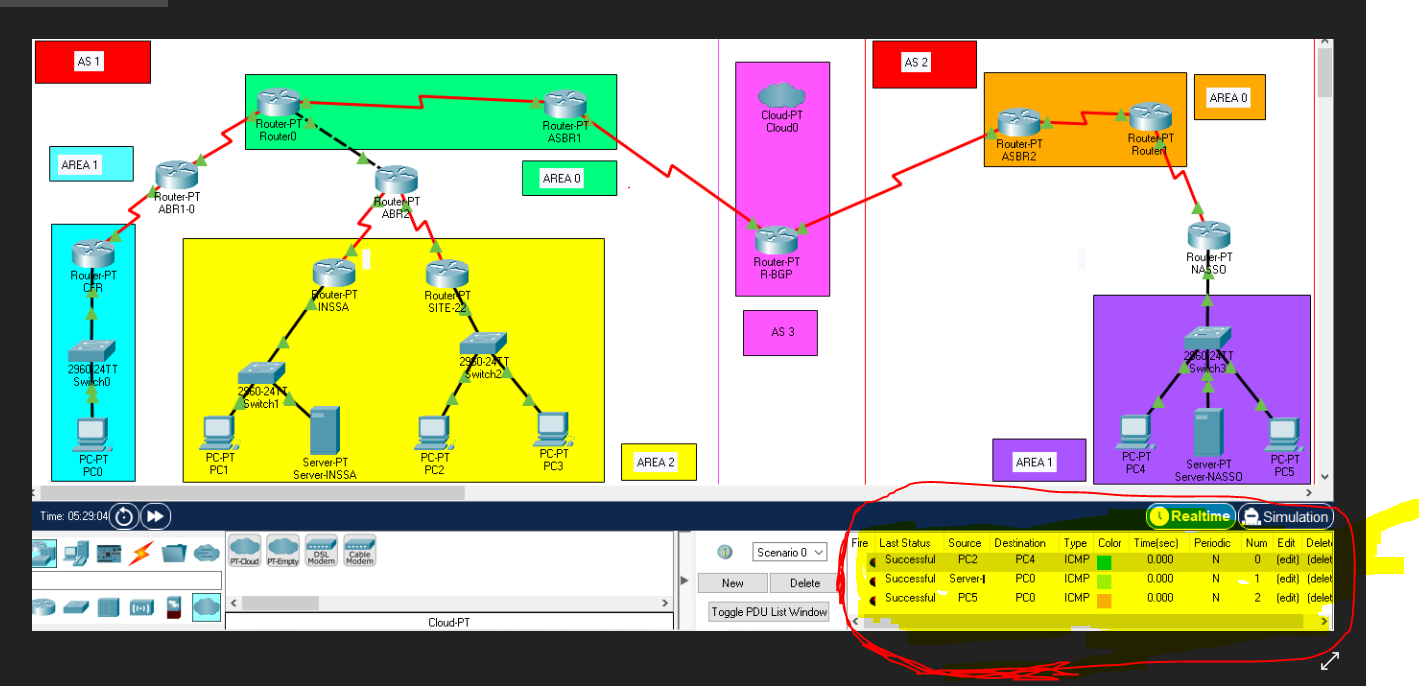 AS 1
AS 2
AREA 0
Router-PT
Router0
Router-PT
ASBR1
Cloud-PT
Cloud0
Router-PT
ASBR2
Router-PT
Router1
AREA 1
AREA 0
Router-PT
ABR1-0
Router-PT
ABR2
Router-PT
CFR
Router-PT
INSSA
Router-PT
SITE-22
Router-PT
R-BGP
Router-PT
NASSO
AS 3
2960-24TT
Switch0
2960-24TT
Switch1
2960-24TT
Switch2
2960-24TT
Switch3
PC-PT
PC0
PC-PT
PC1
Server-PT
Server-INSSA
PC-PT
PC2
PC-PT
PC3
AREA 2
AREA 1
PC-PT
PC4
Server-PT
Server-NASSO
PC-PT
PC5
Time: 05:29:04
Realtime
Simulation
PT-Cloud
PT-Empty
DSL Modem
Cable Modem
Cloud-PT
Scenario 0
New
Delete
Toggle PDU List Window
Fire Last Status Source Destination Type Color Time(sec) Periodic Num Edit Delet
Successful PC2 PC4 ICMP 0.000 N 0 (edit) (delet
Successful Server-I PC0 ICMP 0.000 N 1 (edit) (delet
Successful PC5 PC0 ICMP 0.000 N 2 (edit) (delet